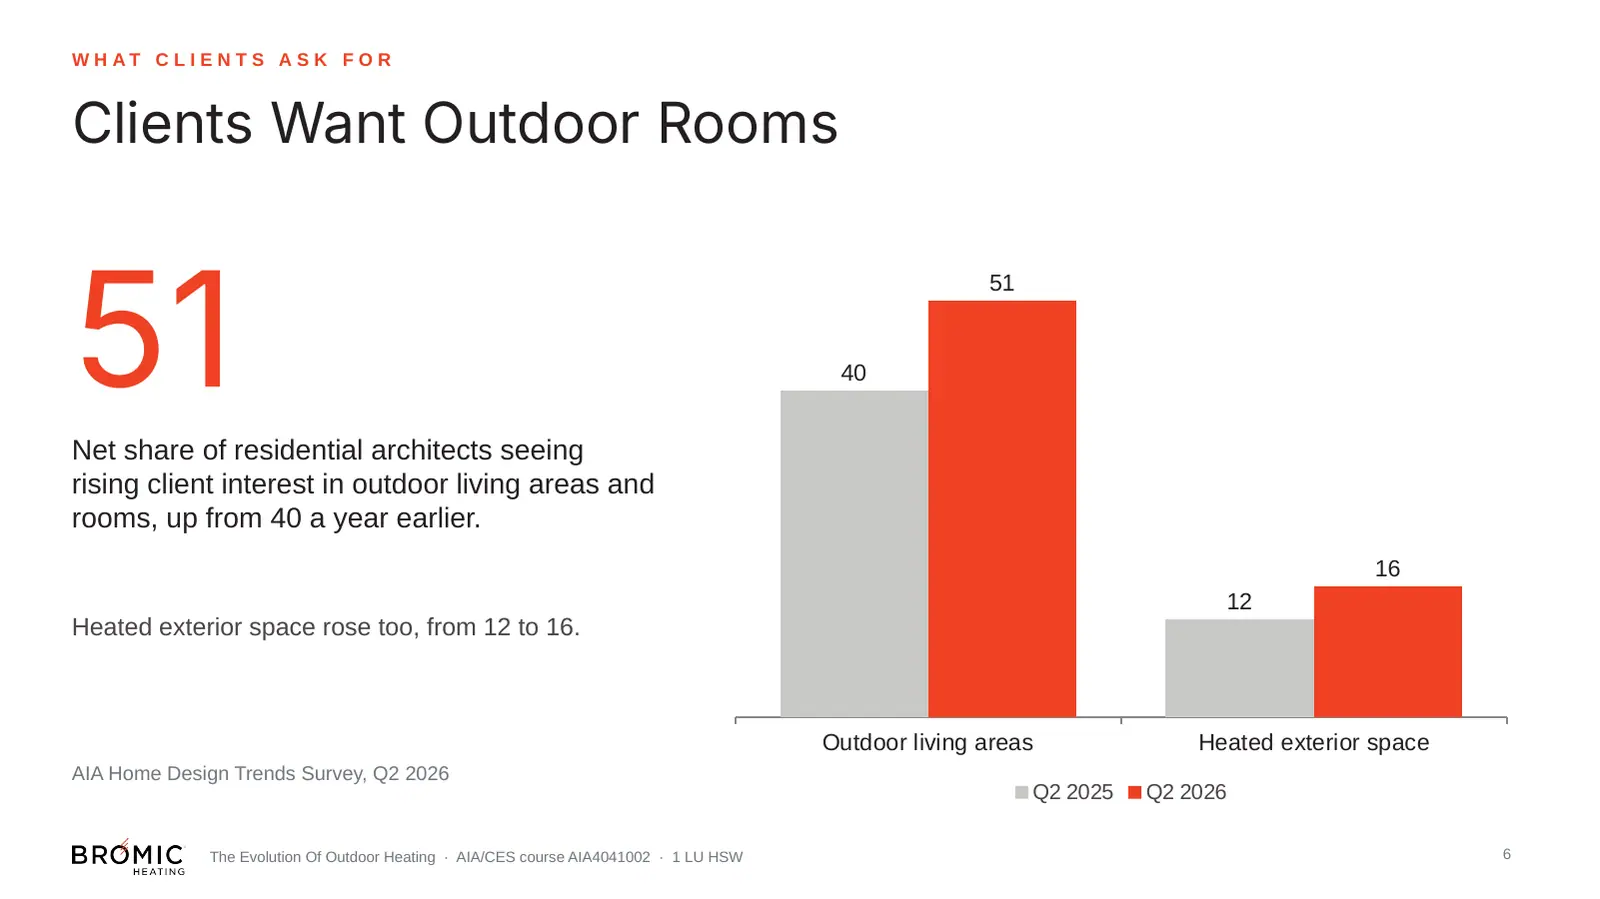 WHAT CLIENTS ASK FOR
Clients Want Outdoor Rooms
51
Net share of residential architects seeing
rising client interest in outdoor living areas and
rooms, up from 40 a year earlier.
Heated exterior space rose too, from 12 to 16.
AIA Home Design Trends Survey, Q2 2026
40
51
12
16
Outdoor living areas
Heated exterior space
Q2 2025
Q2 2026
BROMIC
HEATING
The Evolution Of Outdoor Heating · AIA/CES course AIA4041002 · 1 LU HSW
6